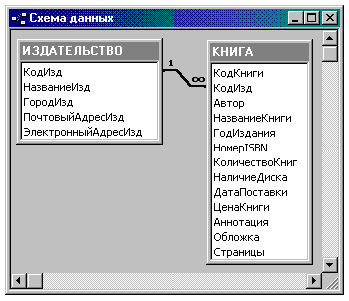 Схема данных
ИЗДАТЕЛЬСТВО
КодИзд
НазваниеИзд
ГородИзд
ПочтовыйАдресИзд
ЭлектронныйАдресИзд
1
∞
КНИГА
КодКниги
КодИзд
Автор
НазваниеКниги
ГодИздания
НомерISBN
КоличествоКниг
НаличиеДиска
ДатаПоставки
ЦенаКниги
Аннотация
Обложка
Страницы